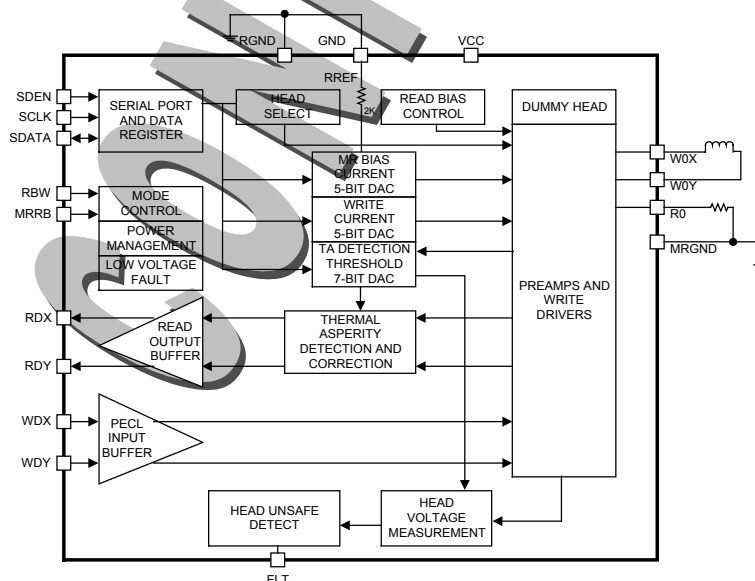 RGND
GND
VCC
RREF
2K
SDEN
SCLK
SDATA
SERIAL PORT
AND DATA
REGISTER
HEAD
SELECT
READ BIAS
CONTROL
DUMMY HEAD
MR BIAS
CURRENT
5-BIT DAC
W0X
W0Y
R0
MRGND
RBW
MRRB
MODE
CONTROL
POWER
MANAGEMENT
LOW VOLTAGE
FAULT
WRITE
CURRENT
5-BIT DAC
TA DETECTION
THRESHOLD
7-BIT DAC
PREAMPS AND
WRITE
DRIVERS
RDX
RDY
READ
OUTPUT
BUFFER
THERMAL
ASPERITY
DETECTION AND
CORRECTION
WDX
WDY
PECL
INPUT
BUFFER
HEAD UNSAFE
DETECT
HEAD
VOLTAGE
MEASUREMENT
FLT